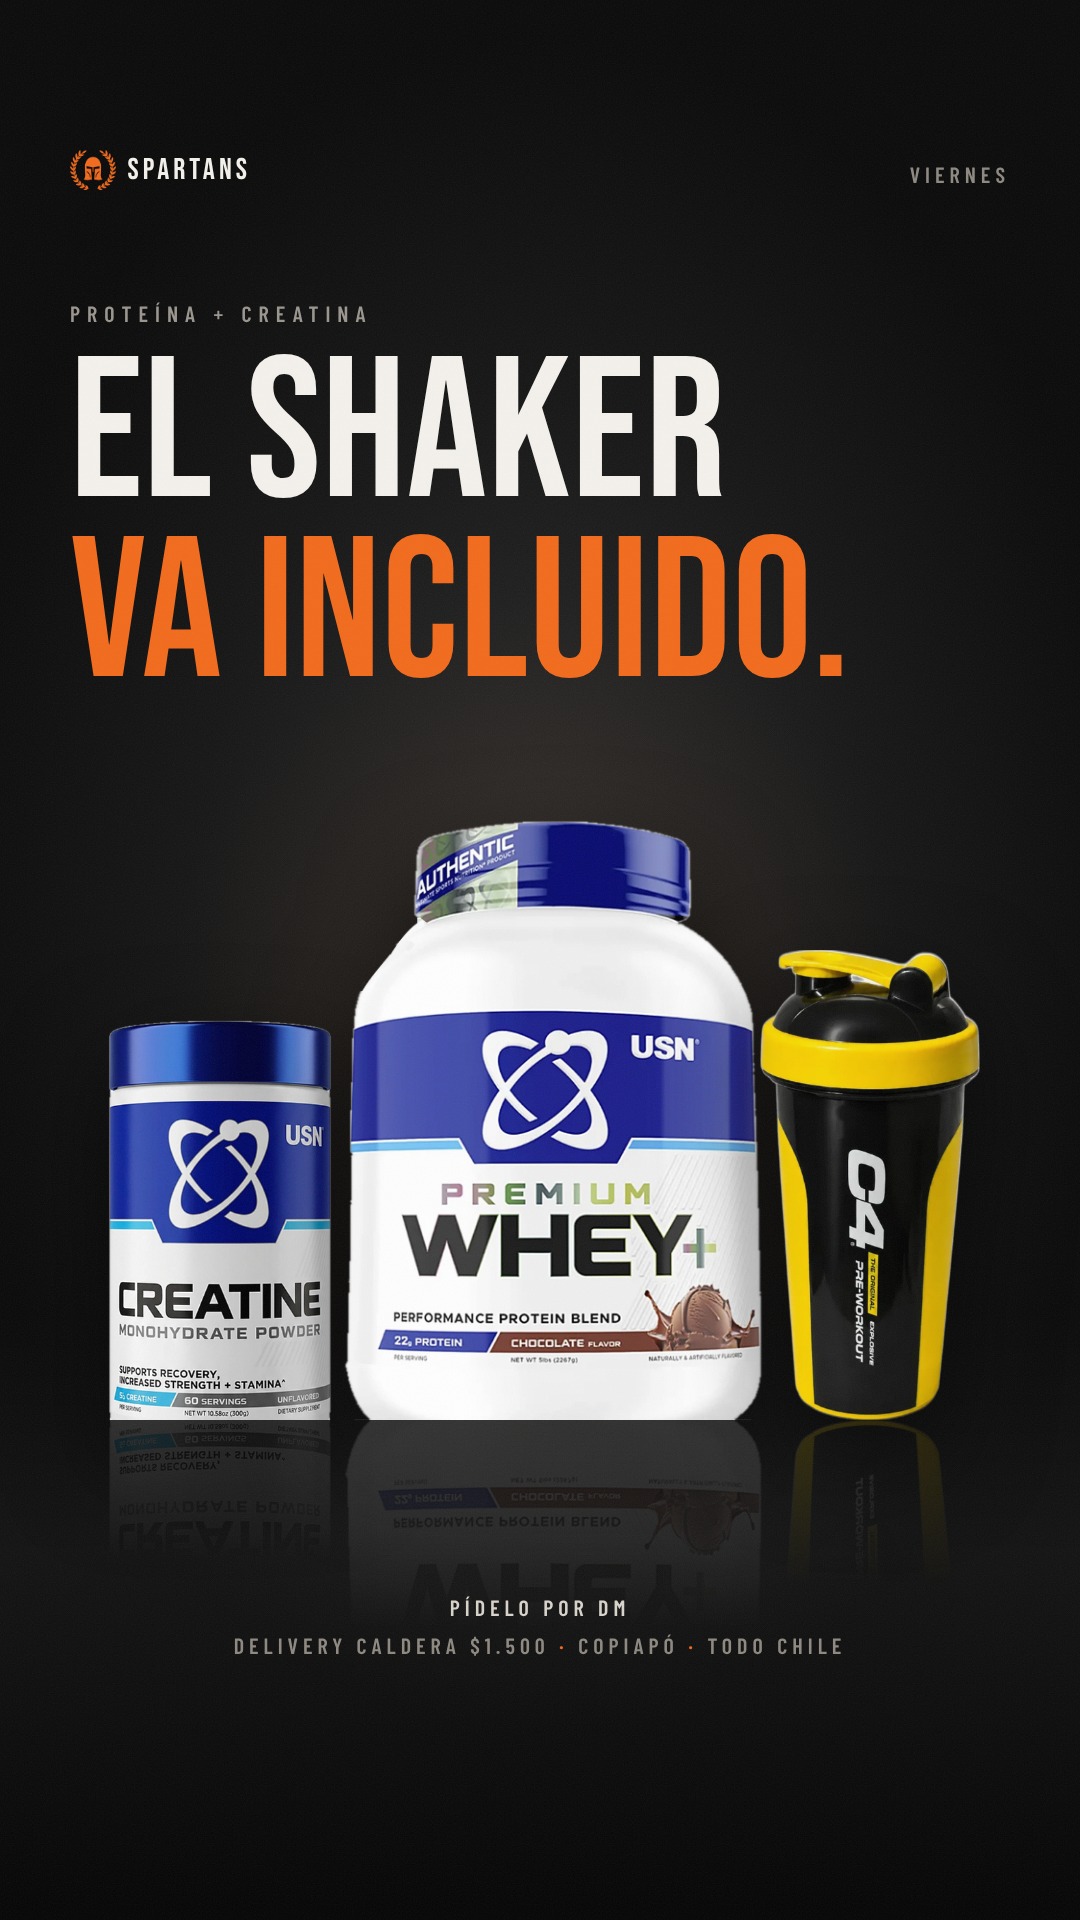 SPARTANS
VIERNES
PROTEÍNA + CREATINA
EL SHAKER
VA INCLUIDO.
AUTHENTIC
USN
PREMIUM
WHEY+
PERFORMANCE PROTEIN BLEND
22g PROTEIN
CHOCOLATE FLAVOR
PER SERVING
NET WT 5lbs (2267g)
NATURALLY & ARTIFICIALLY FLAVORED
USN
CREATINE
MONOHYDRATE POWDER
SUPPORTS RECOVERY,
INCREASED STRENGTH + STAMINA^
5g CREATINE
60 SERVINGS
UNFLAVORED
PER SERVING
NET WT 10.58oz (300g)
DIETARY SUPPLEMENT
C4
THE ORIGINAL EXPLOSIVE
PRE-WORKOUT
PÍDELO POR DM
DELIVERY CALDERA $1.500 · COPIAPÓ · TODO CHILE